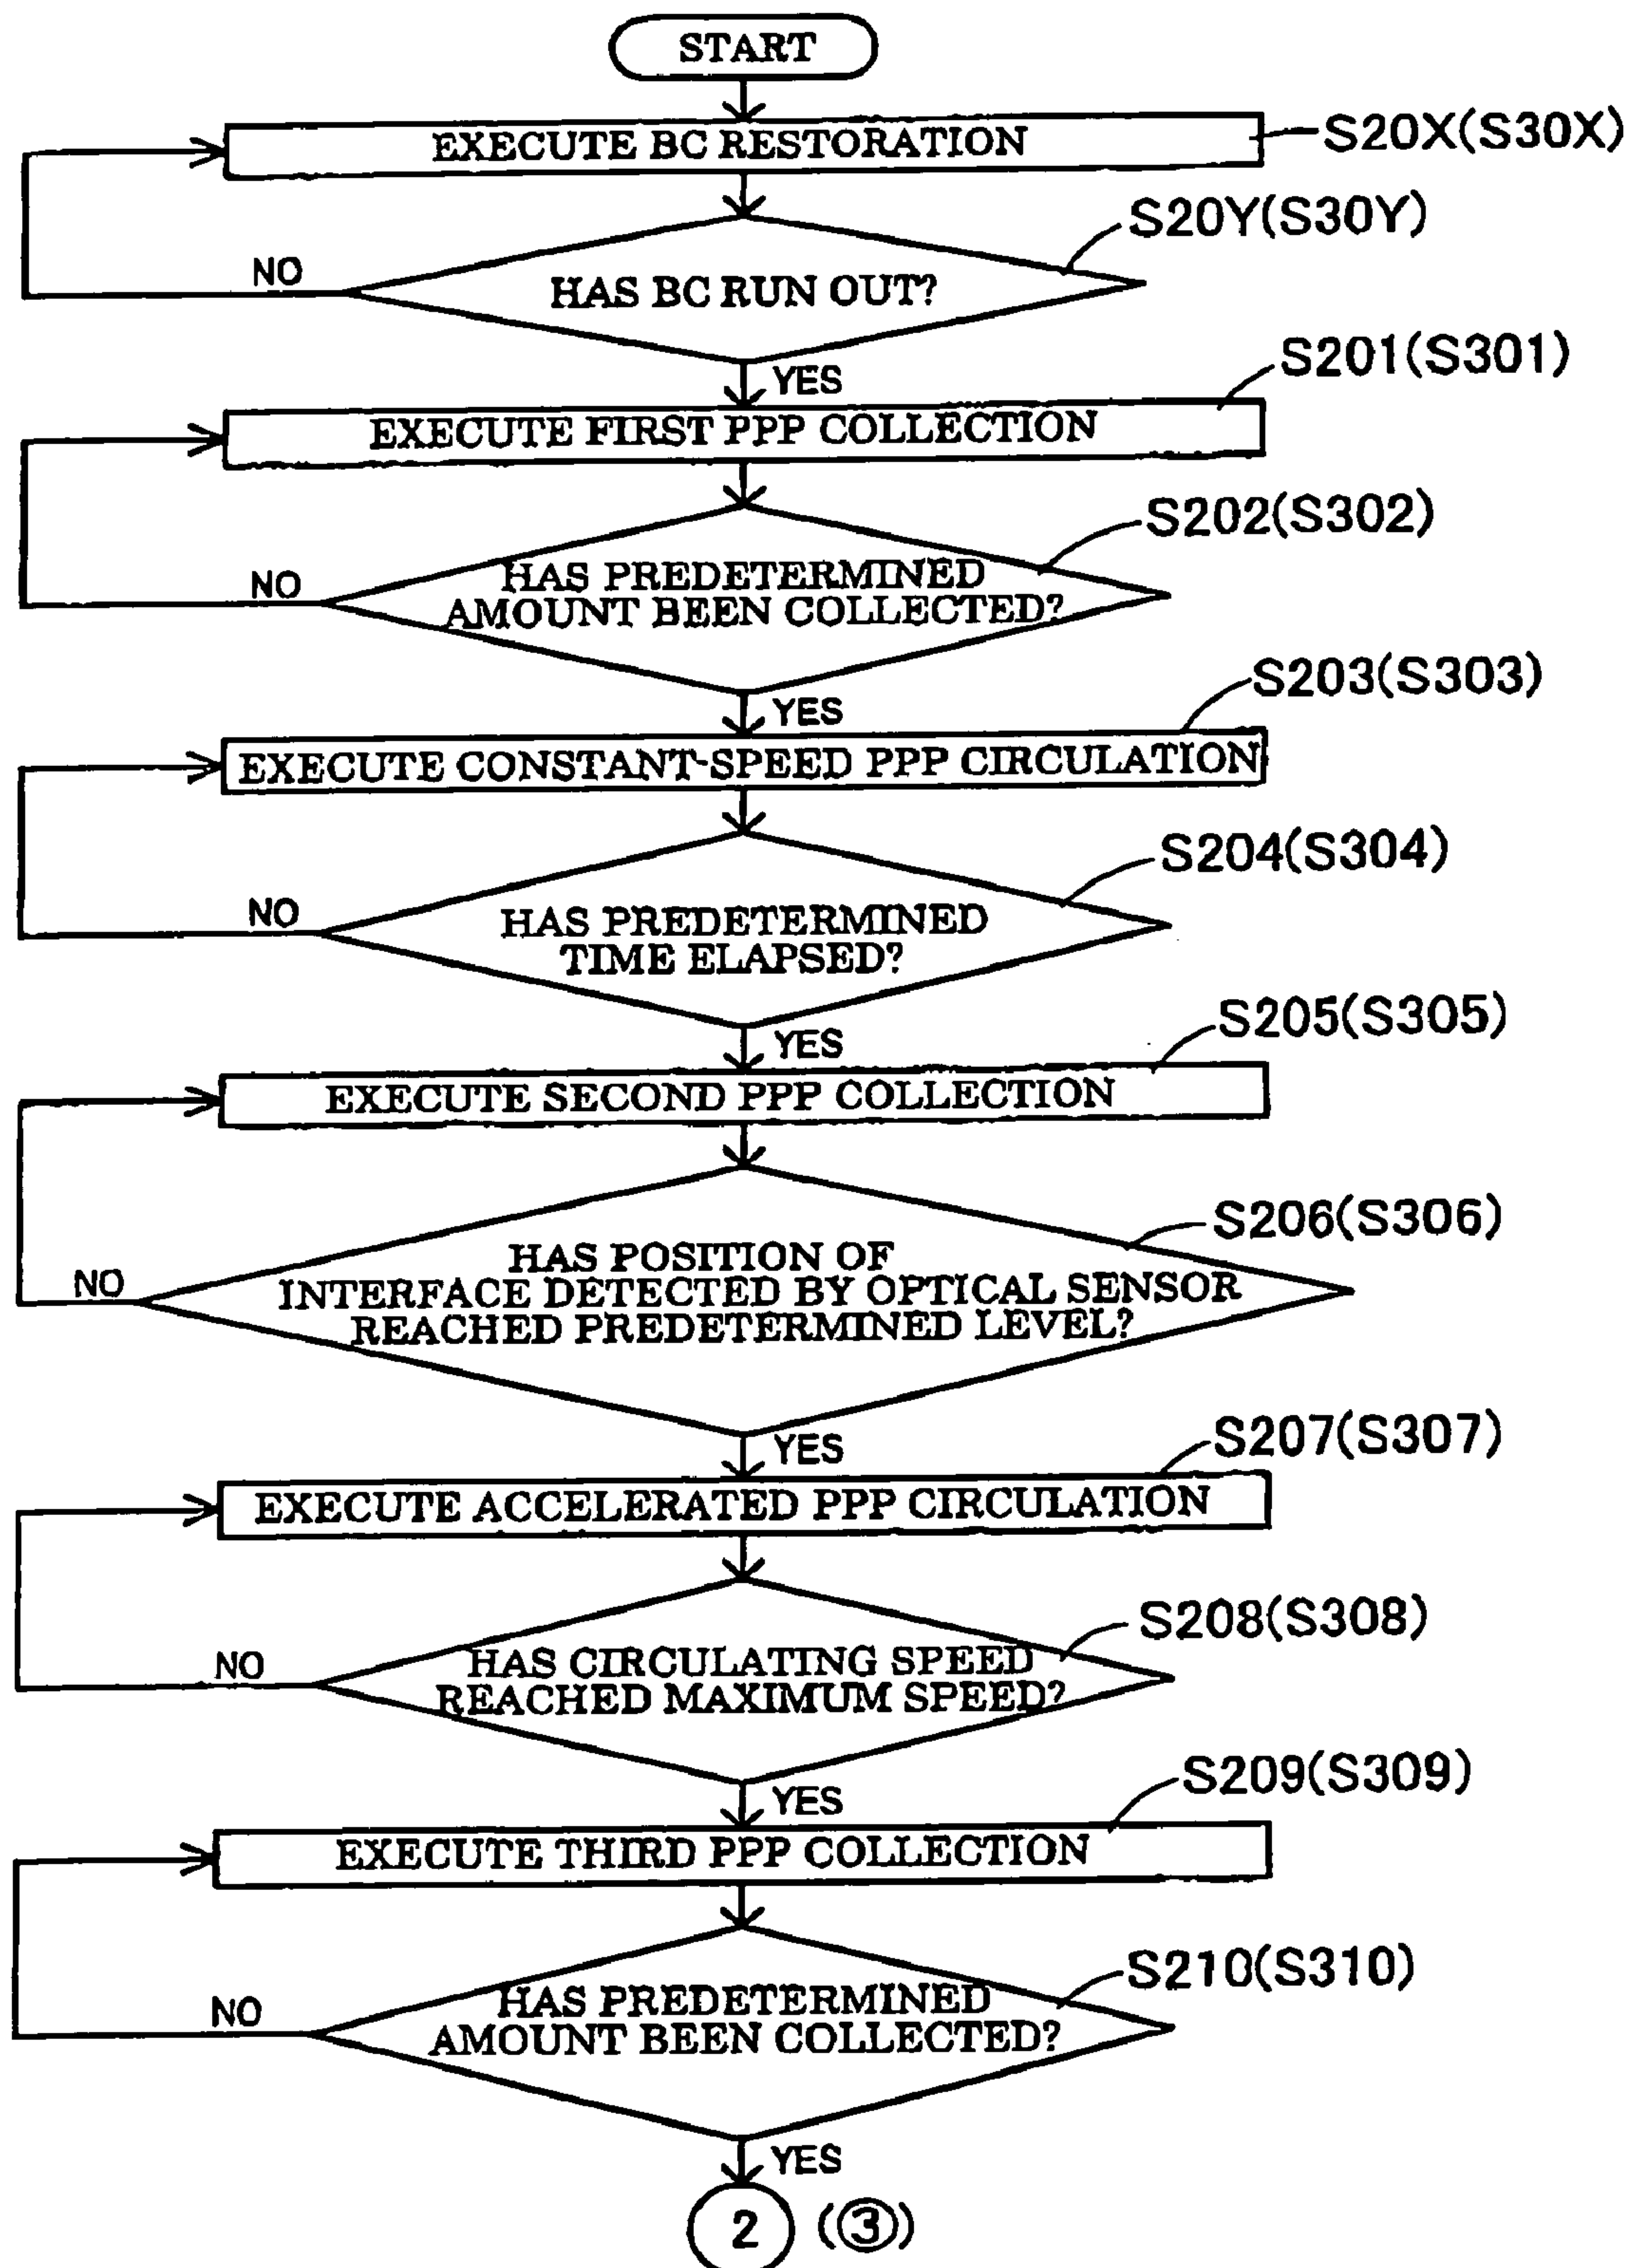 START
EXECUTE BC RESTORATION
S20X(S30X)
S20Y(S30Y)
HAS BC RUN OUT?
NO
YES
S201(S301)
EXECUTE FIRST PPP COLLECTION
S202(S302)
HAS PREDETERMINED
AMOUNT BEEN COLLECTED?
NO
YES
S203(S303)
EXECUTE CONSTANT-SPEED PPP CIRCULATION
S204(S304)
HAS PREDETERMINED
TIME ELAPSED?
NO
YES
S205(S305)
EXECUTE SECOND PPP COLLECTION
S206(S306)
HAS POSITION OF
INTERFACE DETECTED BY OPTICAL SENSOR
REACHED PREDETERMINED LEVEL?
NO
YES
S207(S307)
EXECUTE ACCELERATED PPP CIRCULATION
S208(S308)
HAS CIRCULATING SPEED
REACHED MAXIMUM SPEED?
NO
YES
S209(S309)
EXECUTE THIRD PPP COLLECTION
S210(S310)
HAS PREDETERMINED
AMOUNT BEEN COLLECTED?
NO
YES
2 (③)